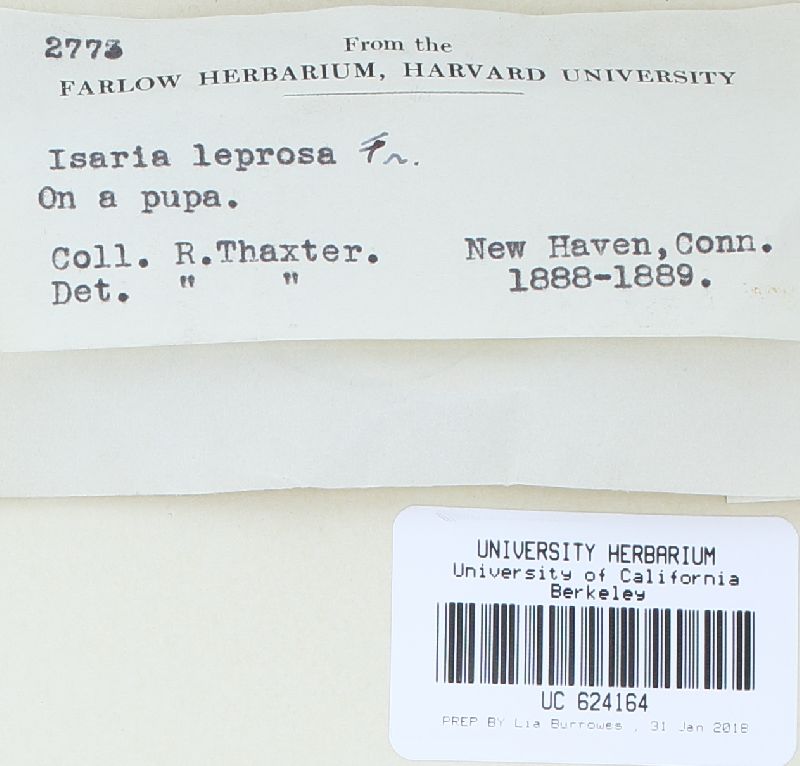 2773
From the
FARLOW HERBARIUM, HARVARD UNIVERSITY
Isaria leprosa Fr.
On a pupa.
Coll. R.Thaxter. New Haven,Conn.
Det. " " 1888-1889.
UNIVERSITY HERBARIUM
University of California
Berkeley
UC 624164
PREP BY Lia Burrowes , 31 Jan 2018